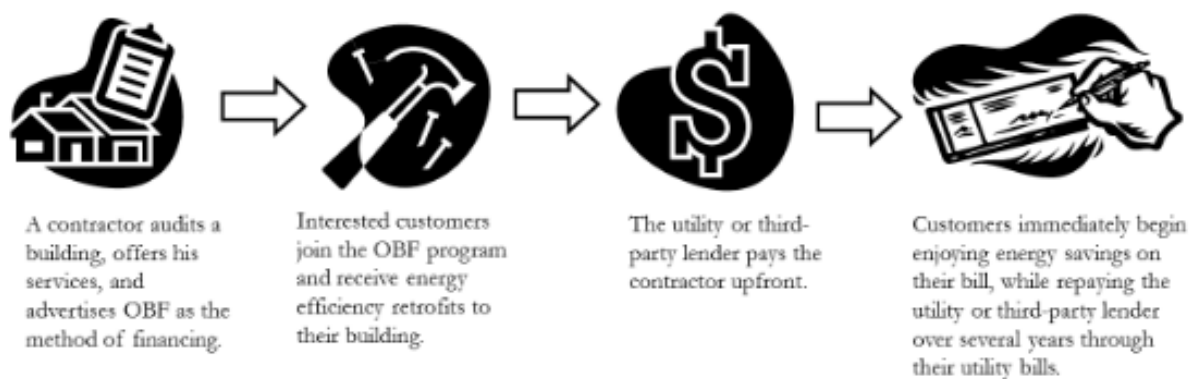 A contractor audits a
building, offers his
services, and
advertises OBF as the
method of financing.
Interested customers
join the OBF program
and receive energy
efficiency retrofits to
their building.
The utility or third-
party lender pays the
contractor upfront.
Customers immediately begin
enjoying energy savings on
their bill, while repaying the
utility or third-party lender
over several years through
their utility bills.